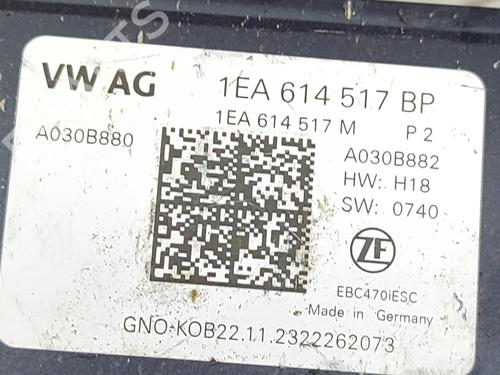 VW AG
1EA 614 517 BP
1EA 614 517 M P 2
A030B880
A030B882
HW: H18
SW: 0740
ZF
EBC470iESC
Made in Germany
GNO-KOB22.11.2322262073